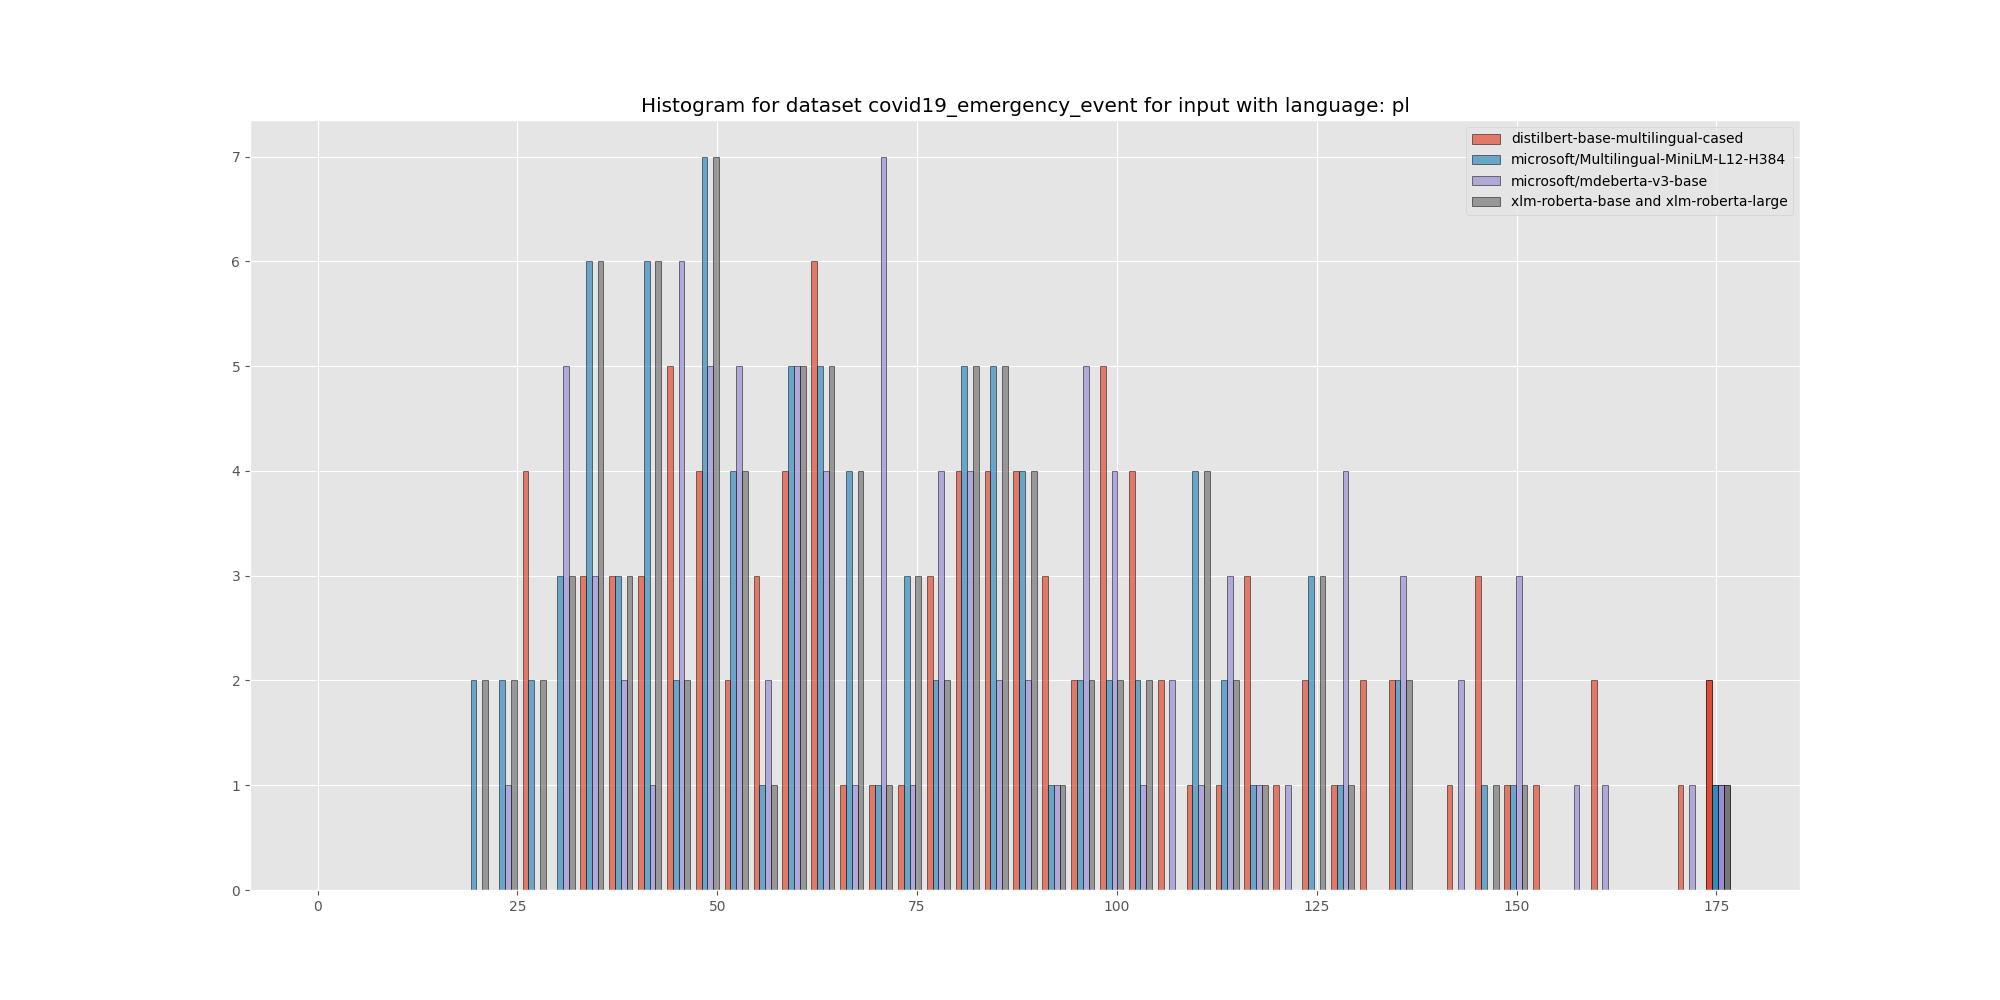 Histogram for dataset covid19_emergency_event for input with language: pl
distilbert-base-multilingual-cased
microsoft/Multilingual-MiniLM-L12-H384
microsoft/mdeberta-v3-base
xlm-roberta-base and xlm-roberta-large
7
6
5
4
3
2
1
0
0 25 50 75 100 125 150 175